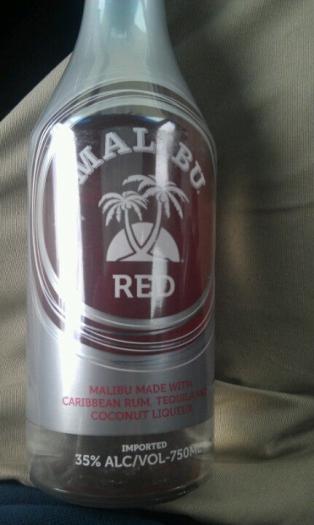 MALIBU
RED
MALIBU MADE WITH
CARIBBEAN RUM, TEQUILA AND
COCONUT LIQUEUR
IMPORTED
35% ALC/VOL-750ML